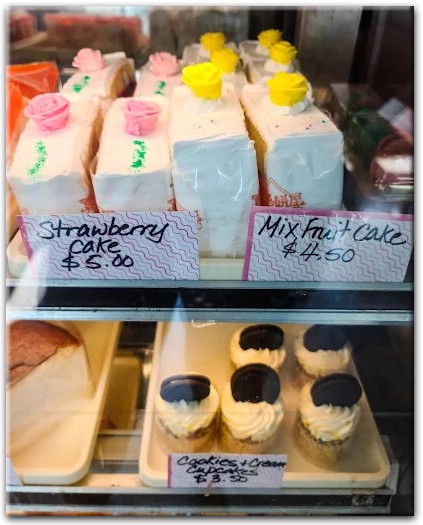 Strawberry
Cake
$5.00
Mix Fruit Cake
$4.50
Cookies + Cream
Cupcakes
$3.50